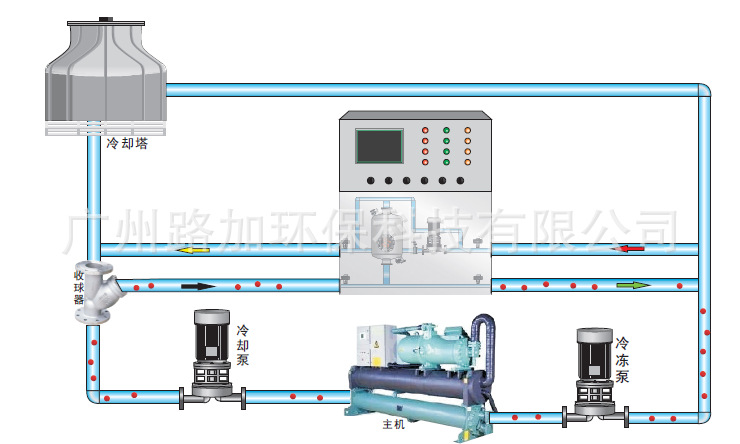 冷却塔
广州路加环保科技有限公司
收球器
冷却泵
冷冻泵
主机